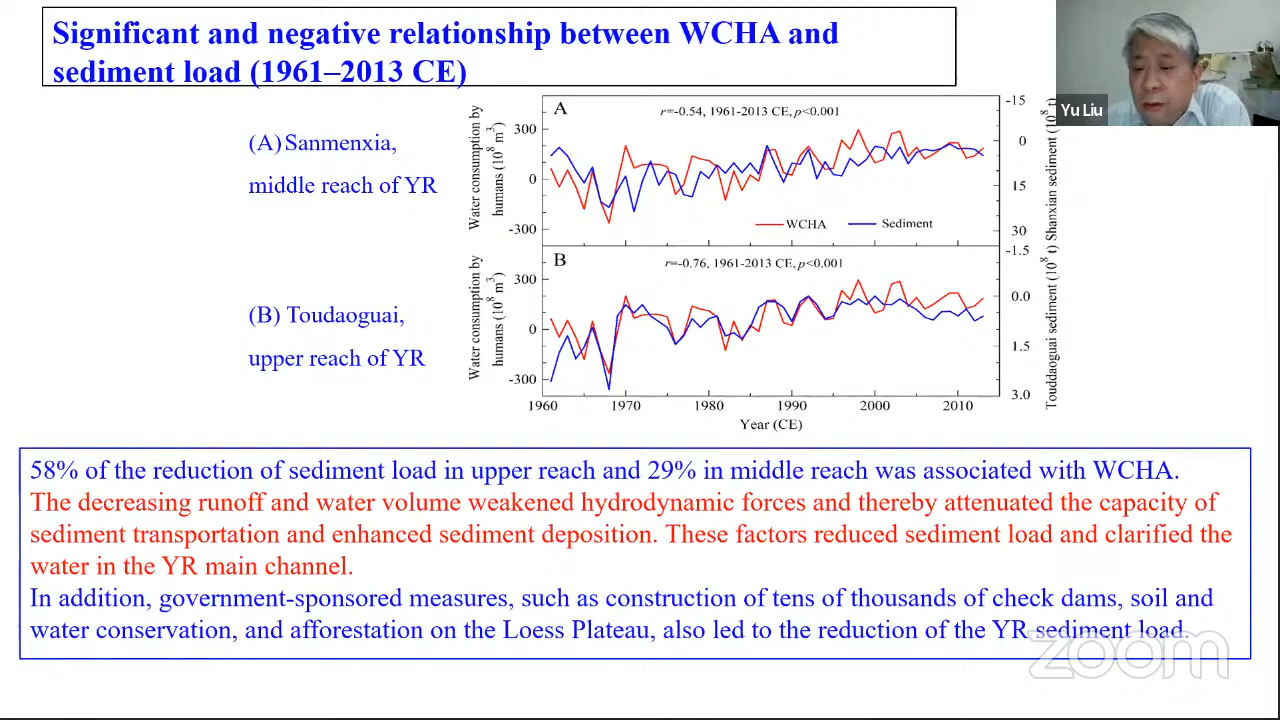 Significant and negative relationship between WCHA and
sediment load (1961–2013 CE)
Yu Liu
(A) Sanmenxia,
middle reach of YR
(B) Toudaoguai,
upper reach of YR
Water consumption by
humans (10⁸ m³)
300
0
-300
A
r=-0.54, 1961-2013 CE, p<0.001
WCHA
Sediment
-15
0
15
30
Shanxian sediment (10⁸ t)
Water consumption by
humans (10⁸ m³)
300
0
-300
B
r=-0.76, 1961-2013 CE, p<0.001
-1.5
0.0
1.5
3.0
Touddaoguai sediment (10⁸ t)
1960 1970 1980 1990 2000 2010
Year (CE)
58% of the reduction of sediment load in upper reach and 29% in middle reach was associated with WCHA.
The decreasing runoff and water volume weakened hydrodynamic forces and thereby attenuated the capacity of
sediment transportation and enhanced sediment deposition. These factors reduced sediment load and clarified the
water in the YR main channel.
In addition, government-sponsored measures, such as construction of tens of thousands of check dams, soil and
water conservation, and afforestation on the Loess Plateau, also led to the reduction of the YR sediment load.
zoom